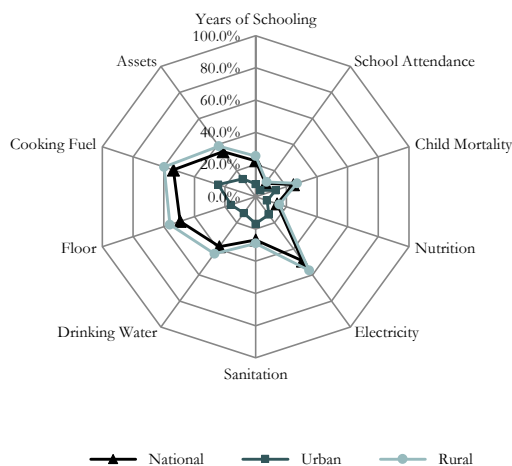 Years of Schooling
100.0%
80.0%
60.0%
40.0%
20.0%
0.0%
School Attendance
Child Mortality
Nutrition
Electricity
Sanitation
Drinking Water
Floor
Cooking Fuel
Assets
National Urban Rural